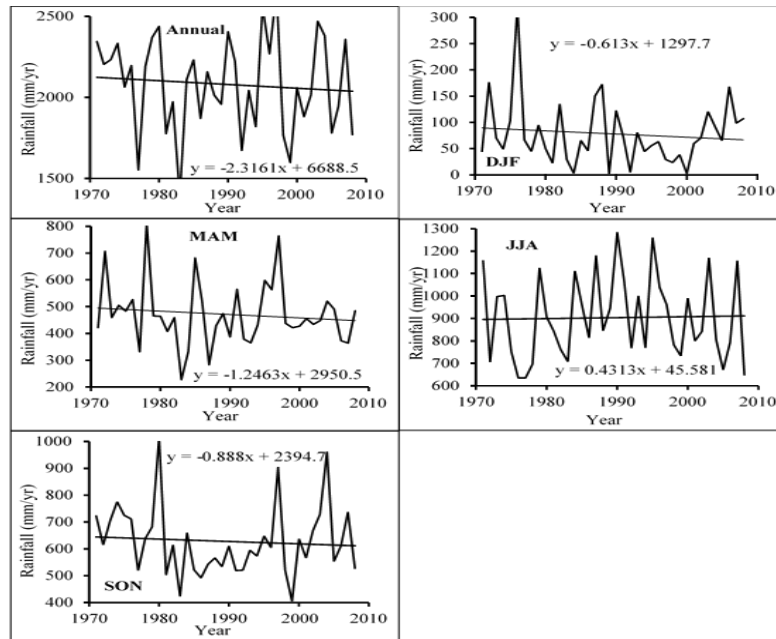 Annual
Rainfall (mm/yr)
2500
2000
1500
y = -2.3161x + 6688.5
1970 1980 1990 2000 2010
Year
Rainfall (mm/yr)
300
250
200
150
100
50
0
y = -0.613x + 1297.7
DJF
1970 1980 1990 2000 2010
Year
MAM
Rainfall (mm/yr)
800
700
600
500
400
300
200
y = -1.2463x + 2950.5
1970 1980 1990 2000 2010
Year
JJA
Rainfall (mm/yr)
1300
1200
1100
1000
900
800
700
600
y = 0.4313x + 45.581
1970 1980 1990 2000 2010
Year
Rainfall (mm/yr)
1000
900
800
700
600
500
400
y = -0.888x + 2394.7
SON
1970 1980 1990 2000 2010
Year